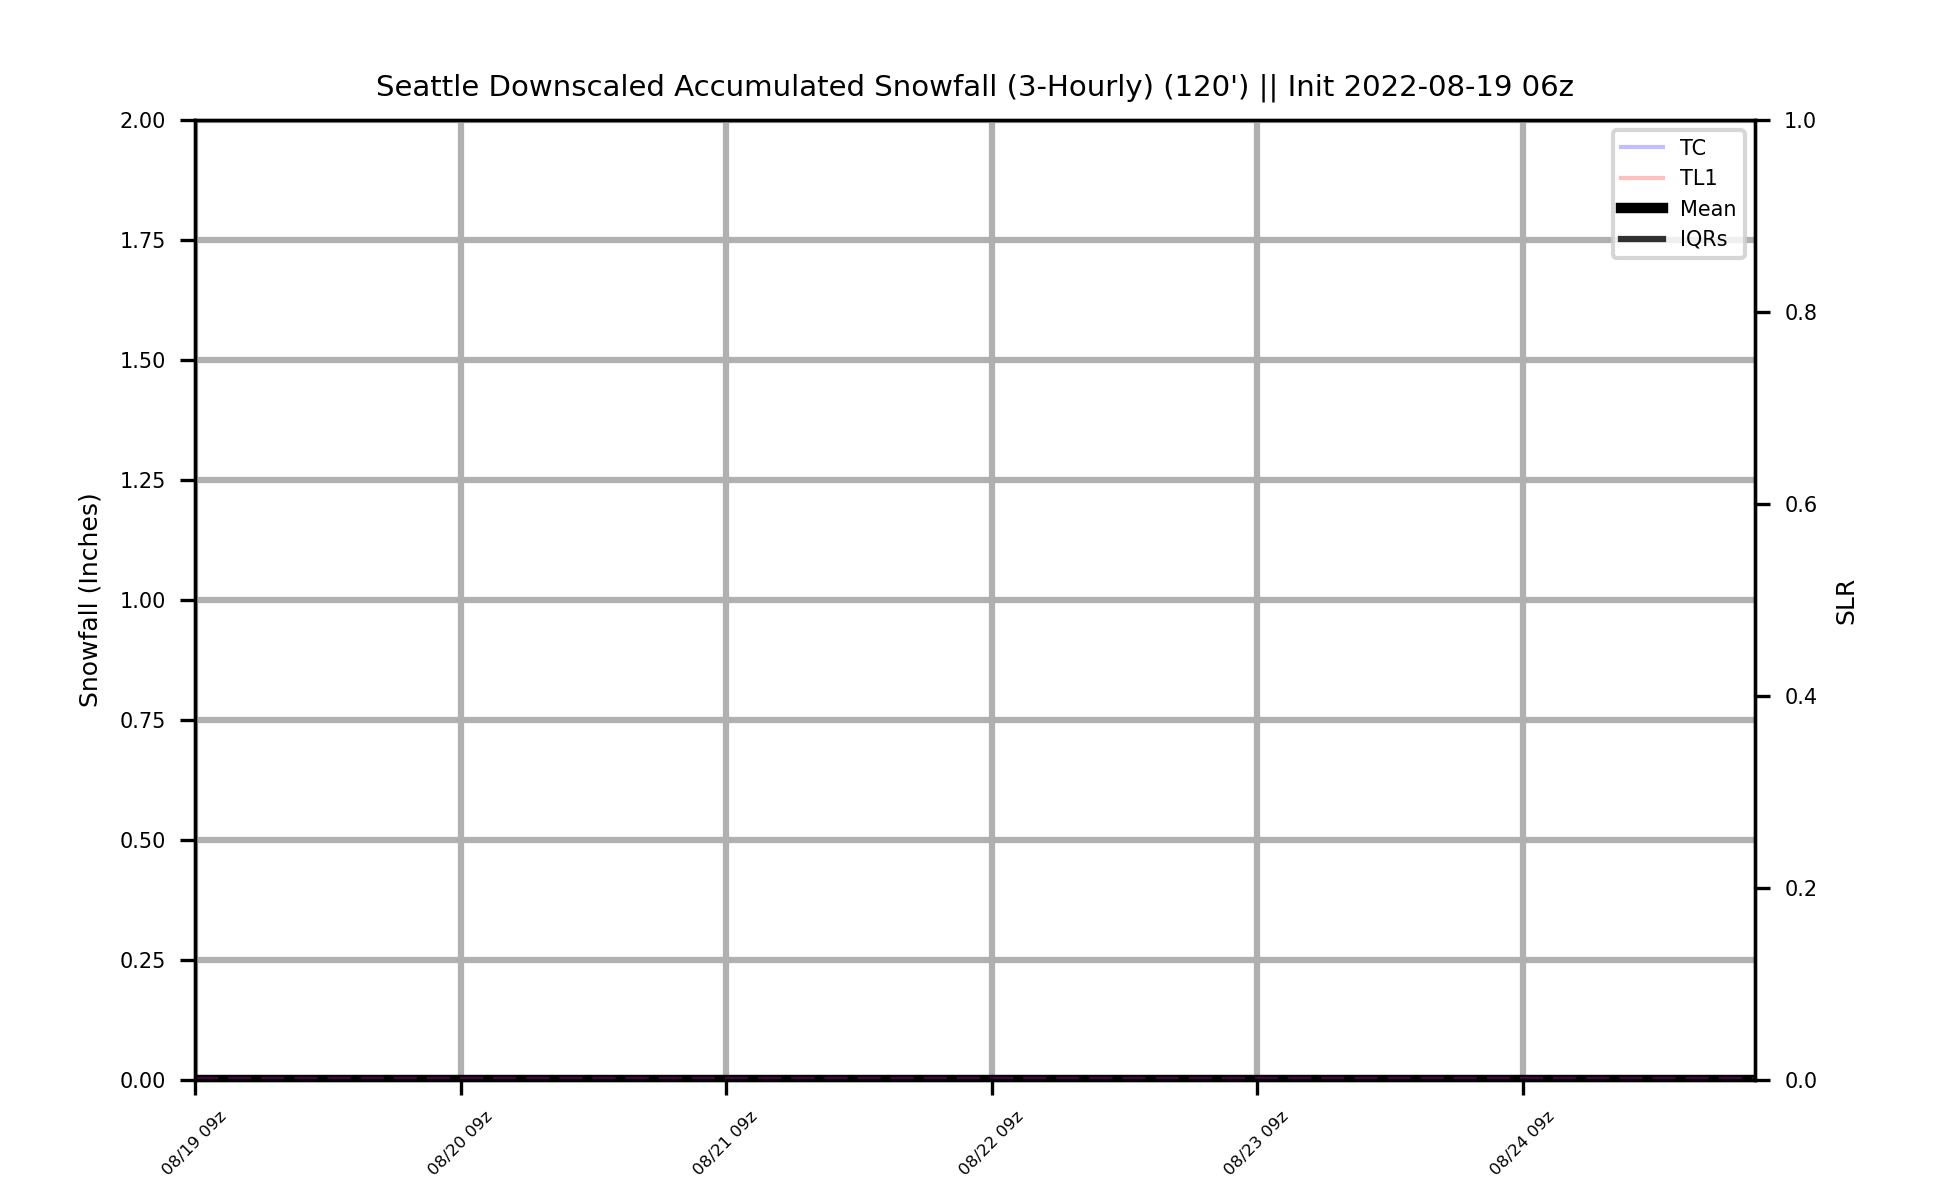 Seattle Downscaled Accumulated Snowfall (3-Hourly) (120') || Init 2022-08-19 06z
2.00
1.75
1.50
1.25
1.00
0.75
0.50
0.25
0.00
Snowfall (Inches)
TC
TL1
Mean
IQRs
1.0
0.8
0.6
0.4
0.2
0.0
SLR
08/19 09z
08/20 09z
08/21 09z
08/22 09z
08/23 09z
08/24 09z